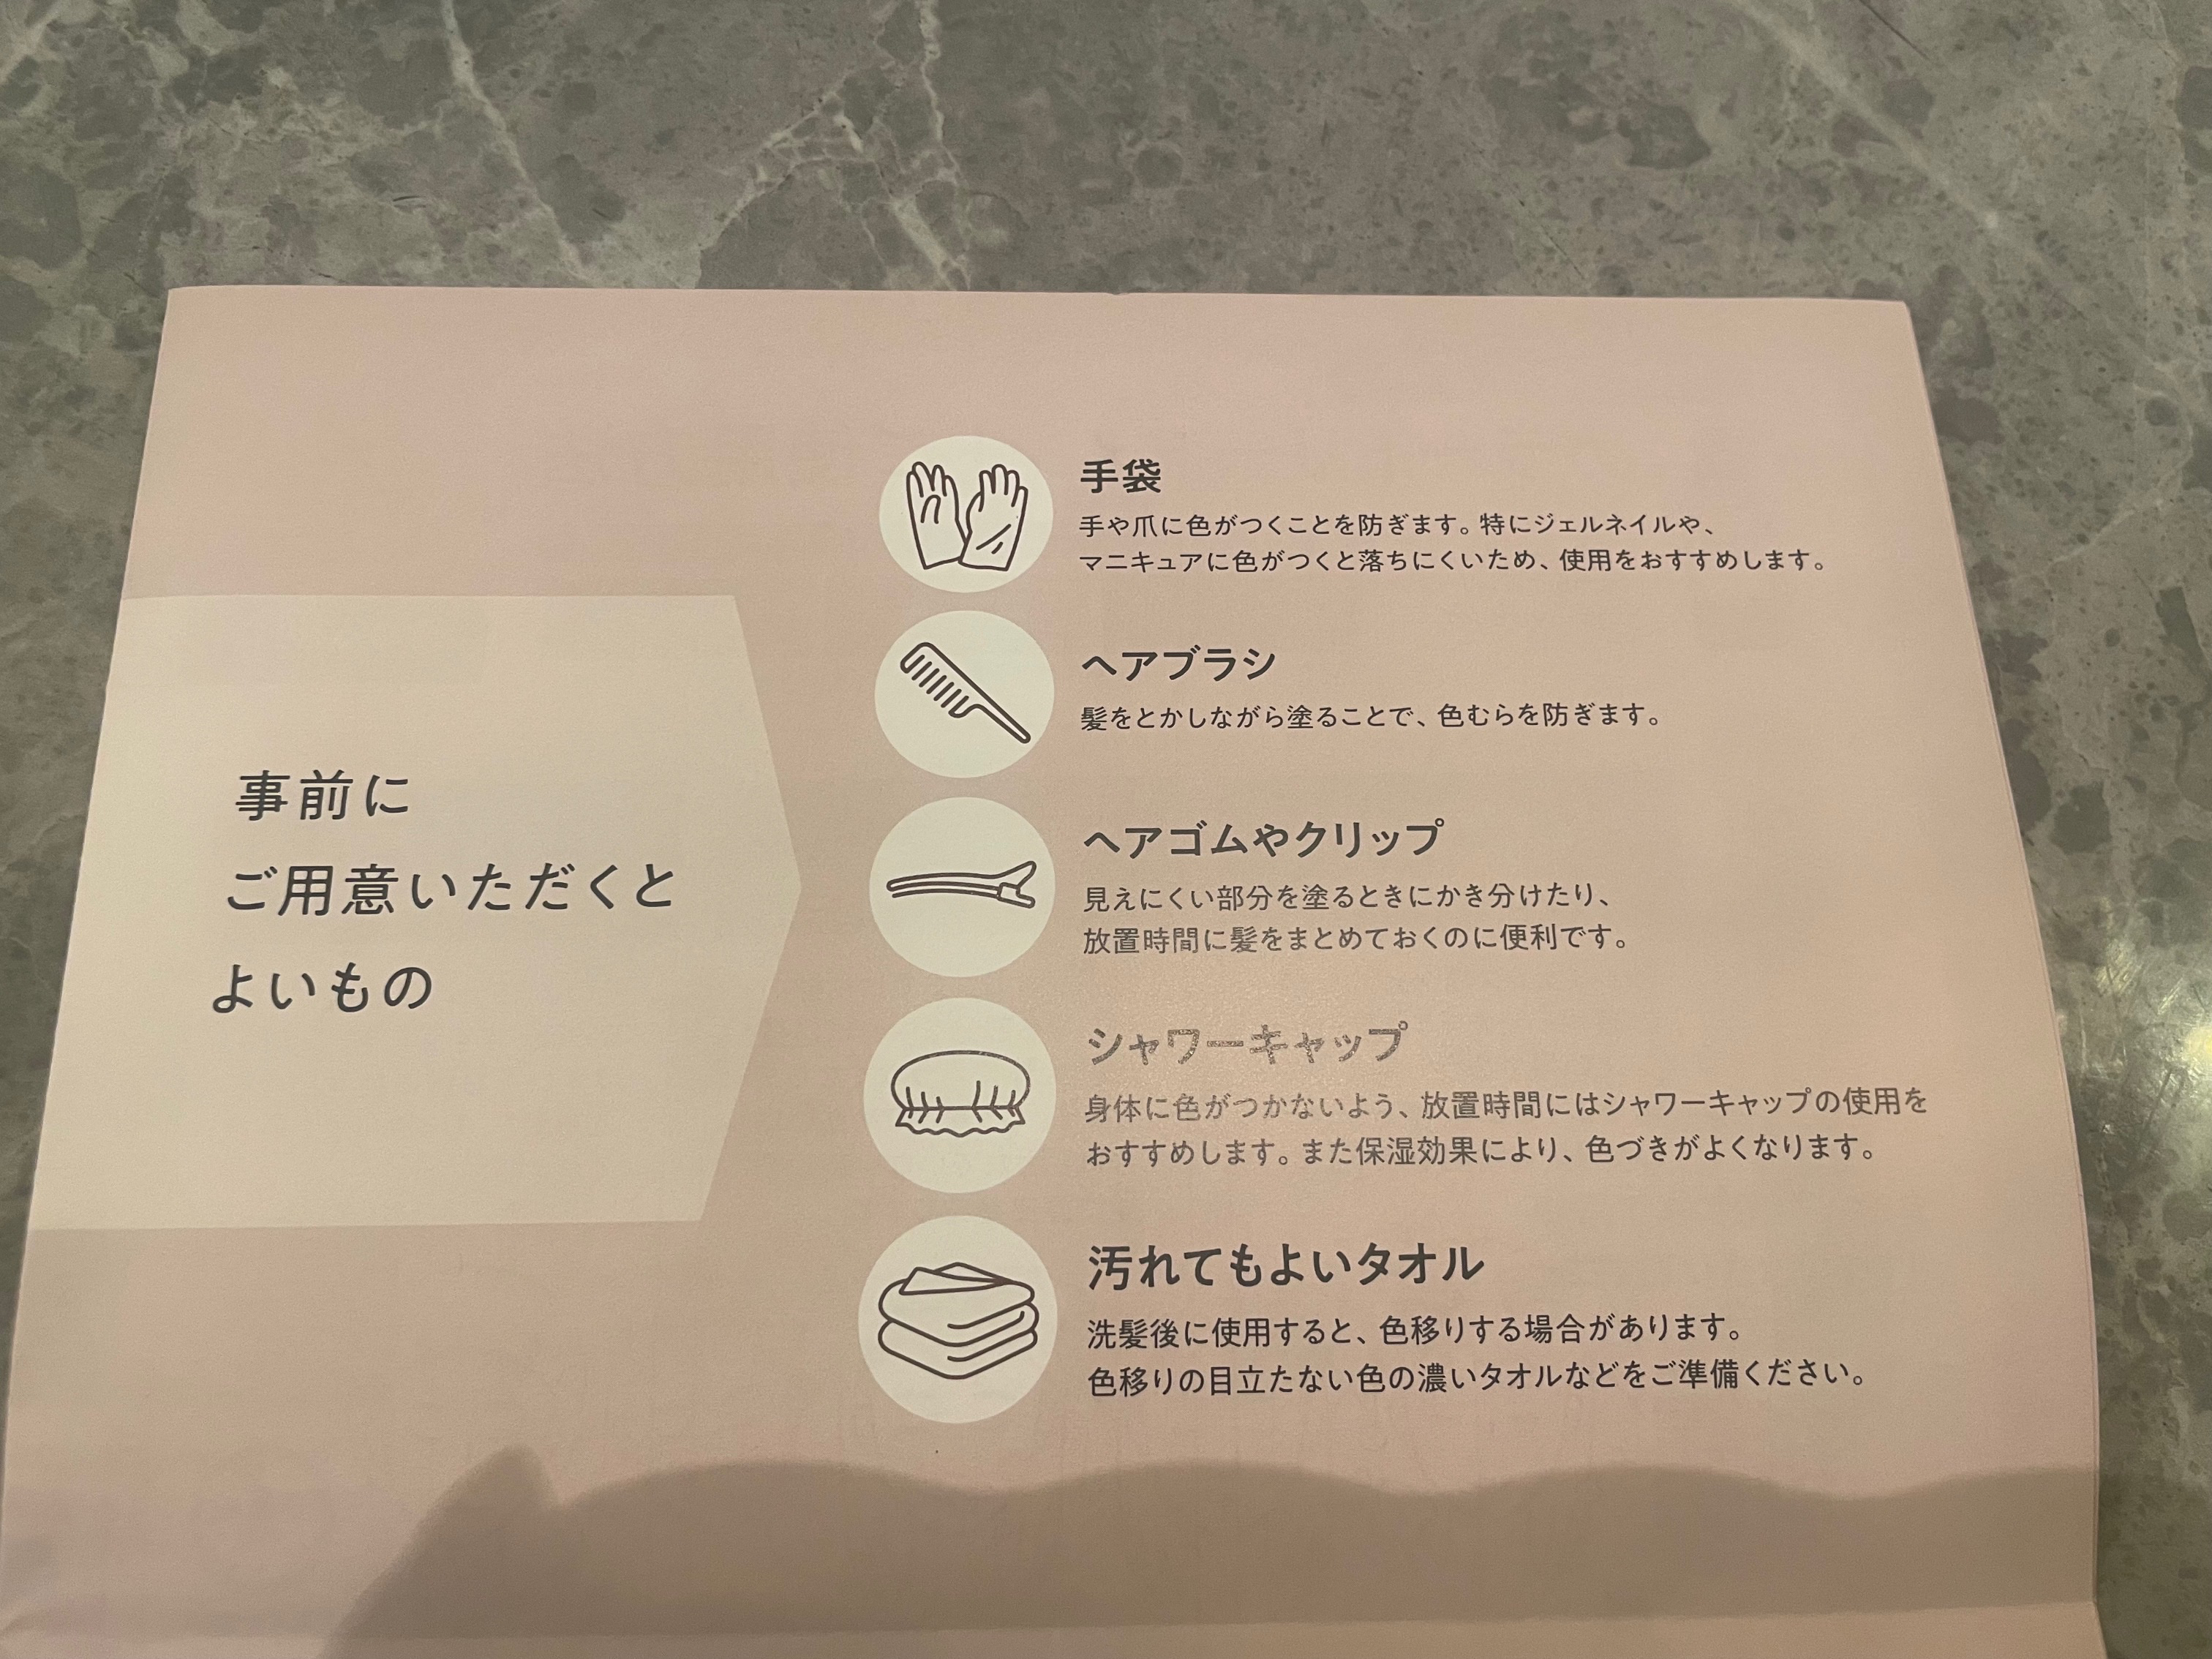 事前に
ご用意いただくと
よいもの
手袋
手や爪に色がつくことを防ぎます。特にジェルネイルや、
マニキュアに色がつくと落ちにくいため、使用をおすすめします。
ヘアブラシ
髪をとかしながら塗ることで、色むらを防ぎます。
ヘアゴムやクリップ
見えにくい部分を塗るときにかき分けたり、
放置時間に髪をまとめておくのに便利です。
シャワーキャップ
身体に色がつかないよう、放置時間にはシャワーキャップの使用を
おすすめします。また保湿効果により、色づきがよくなります。
汚れてもよいタオル
洗髪後に使用すると、色移りする場合があります。
色移りの目立たない色の濃いタオルなどをご準備ください。